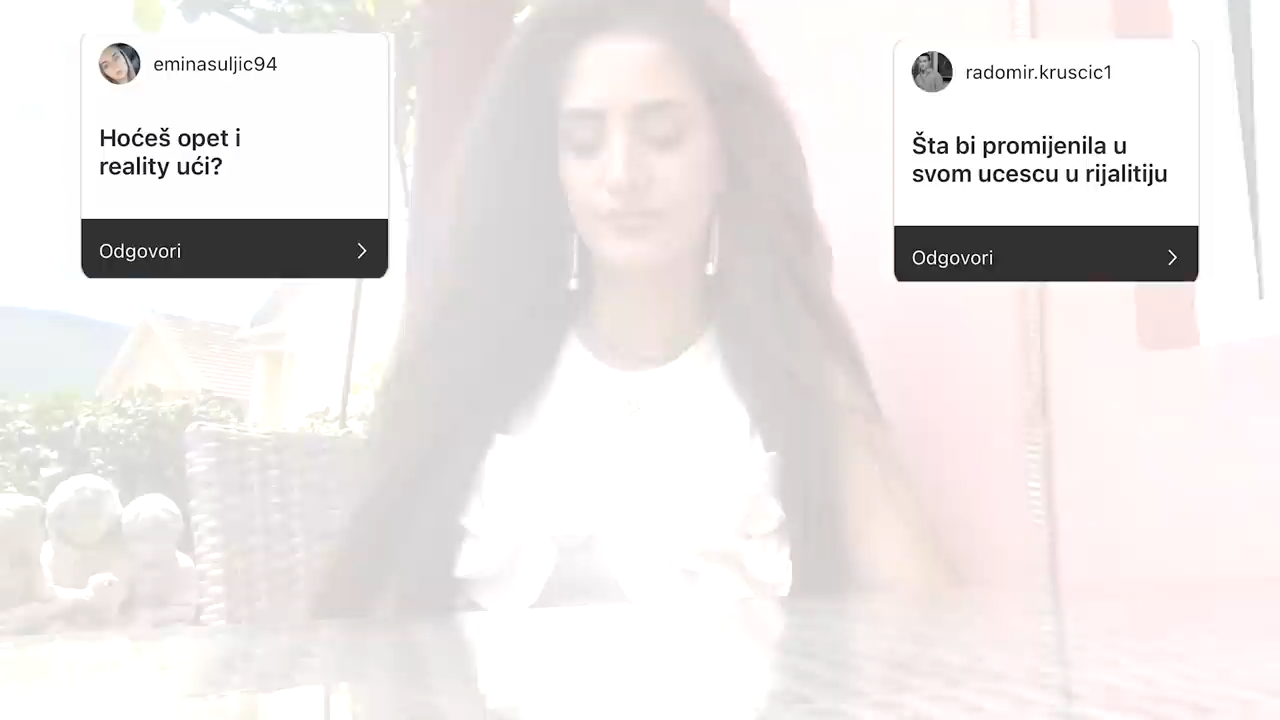 eminasuljic94
Hoćeš opet i
reality ući?
Odgovori
radomir.kruscic1
Šta bi promijenila u
svom ucescu u rijalitiju
Odgovori